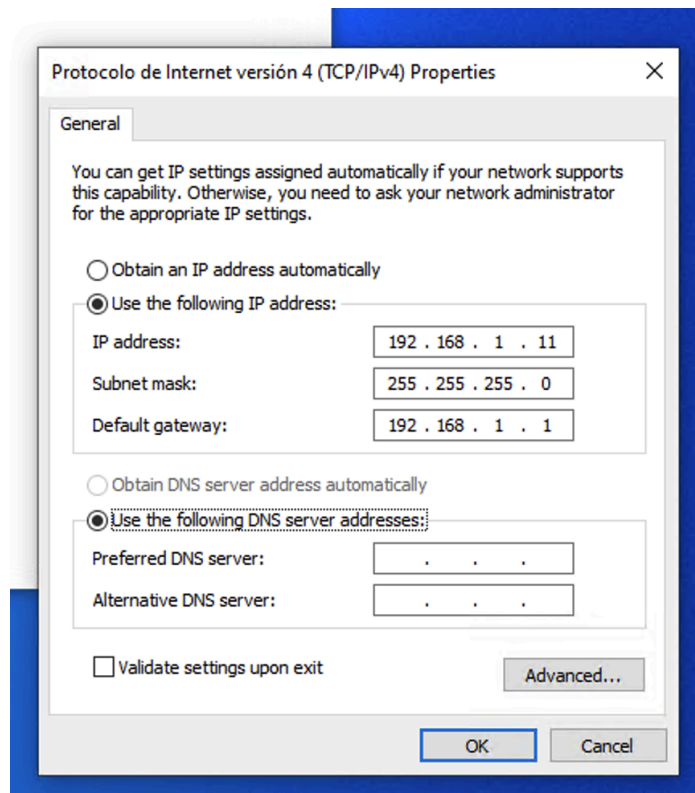 Protocolo de Internet versión 4 (TCP/IPv4) Properties
General
You can get IP settings assigned automatically if your network supports
this capability. Otherwise, you need to ask your network administrator
for the appropriate IP settings.
Obtain an IP address automatically
Use the following IP address:
IP address: 192 . 168 . 1 . 11
Subnet mask: 255 . 255 . 255 . 0
Default gateway: 192 . 168 . 1 . 1
Obtain DNS server address automatically
Use the following DNS server addresses:
Preferred DNS server: . . .
Alternative DNS server: . . .
Validate settings upon exit
Advanced...
OK Cancel